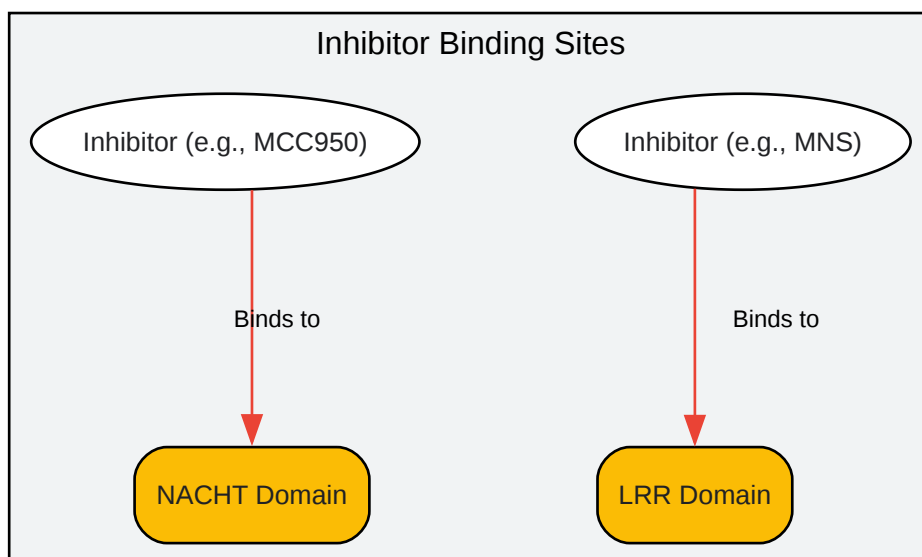 Inhibitor Binding Sites
Inhibitor (e.g., MCC950)
Inhibitor (e.g., MNS)
Binds to
Binds to
NACHT Domain
LRR Domain